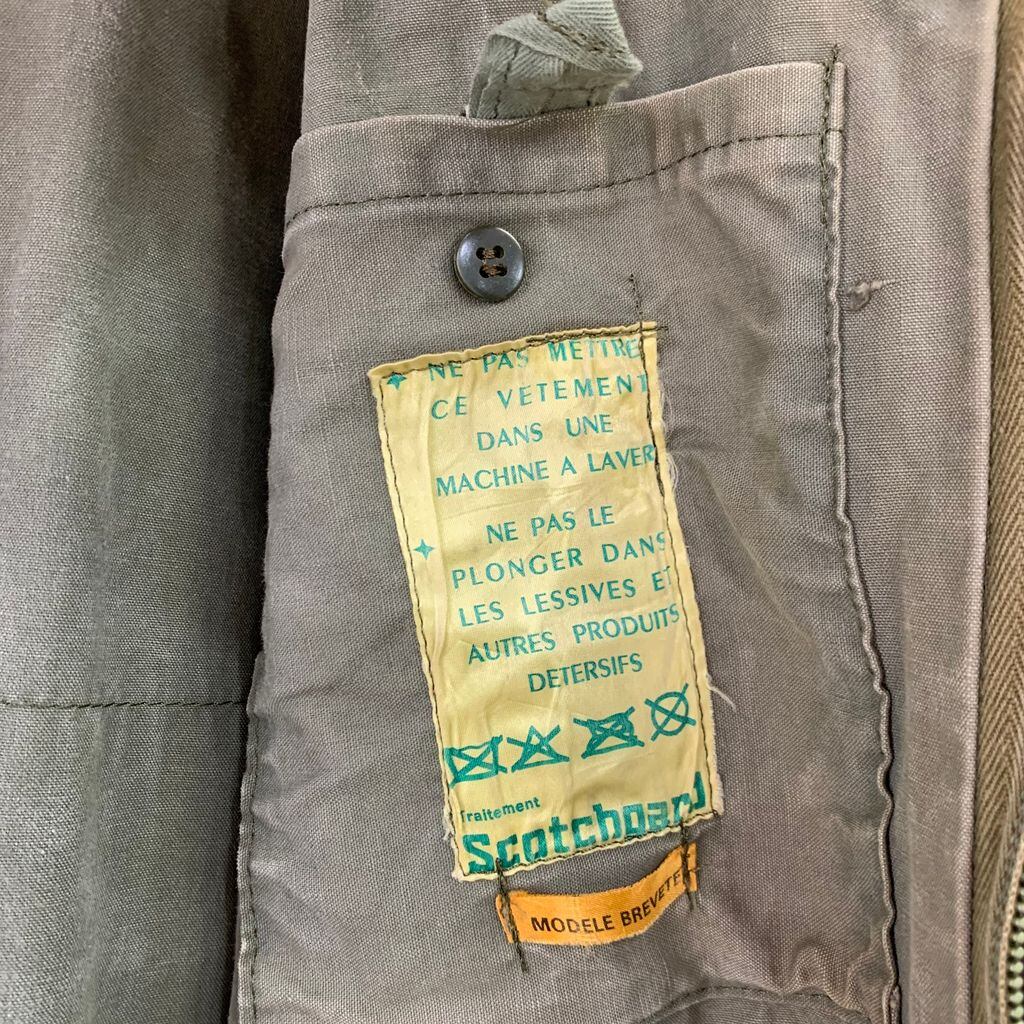 NE PAS METTRE
CE VETEMENT
DANS UNE
MACHINE A LAVER
NE PAS LE
PLONGER DANS
LES LESSIVES ET
AUTRES PRODUITS
DETERSIFS
Traitement
Scotchgard
MODELE BREVETE